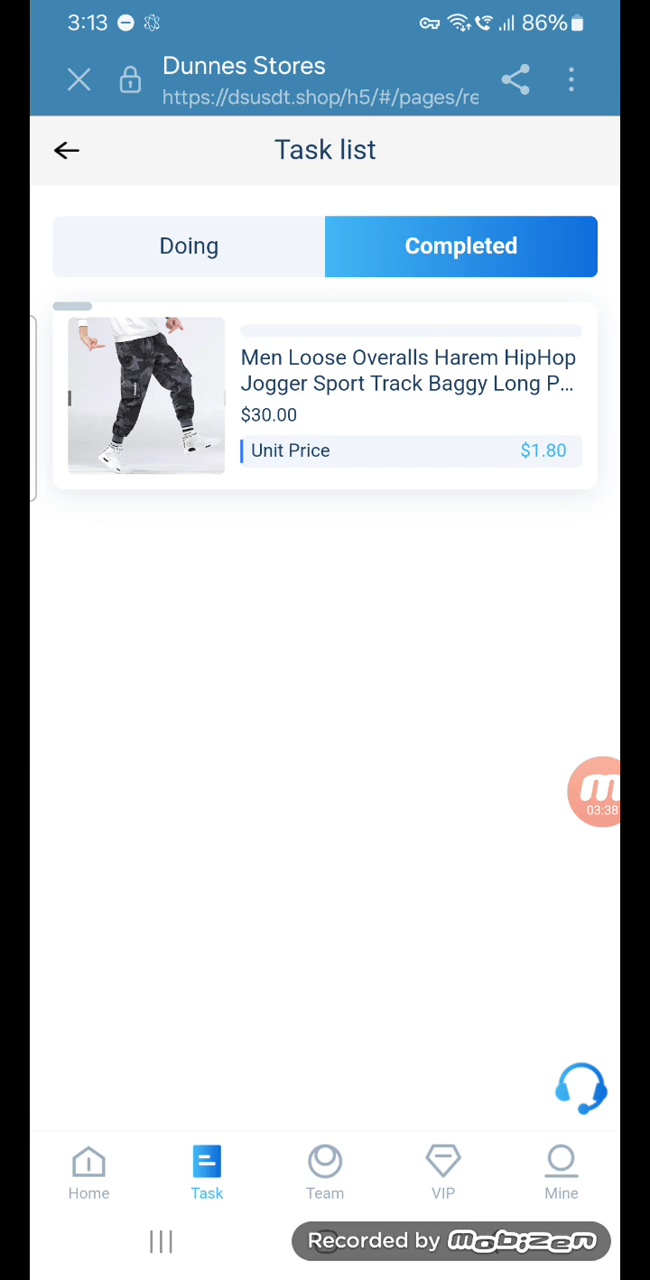 3:13
86%
Dunnes Stores
https://dsusdt.shop/h5/#/pages/re
Task list
Doing
Completed
Men Loose Overalls Harem HipHop
Jogger Sport Track Baggy Long P...
$30.00
Unit Price
$1.80
03:38
Home
Task
Team
VIP
Mine
Recorded by mobizen